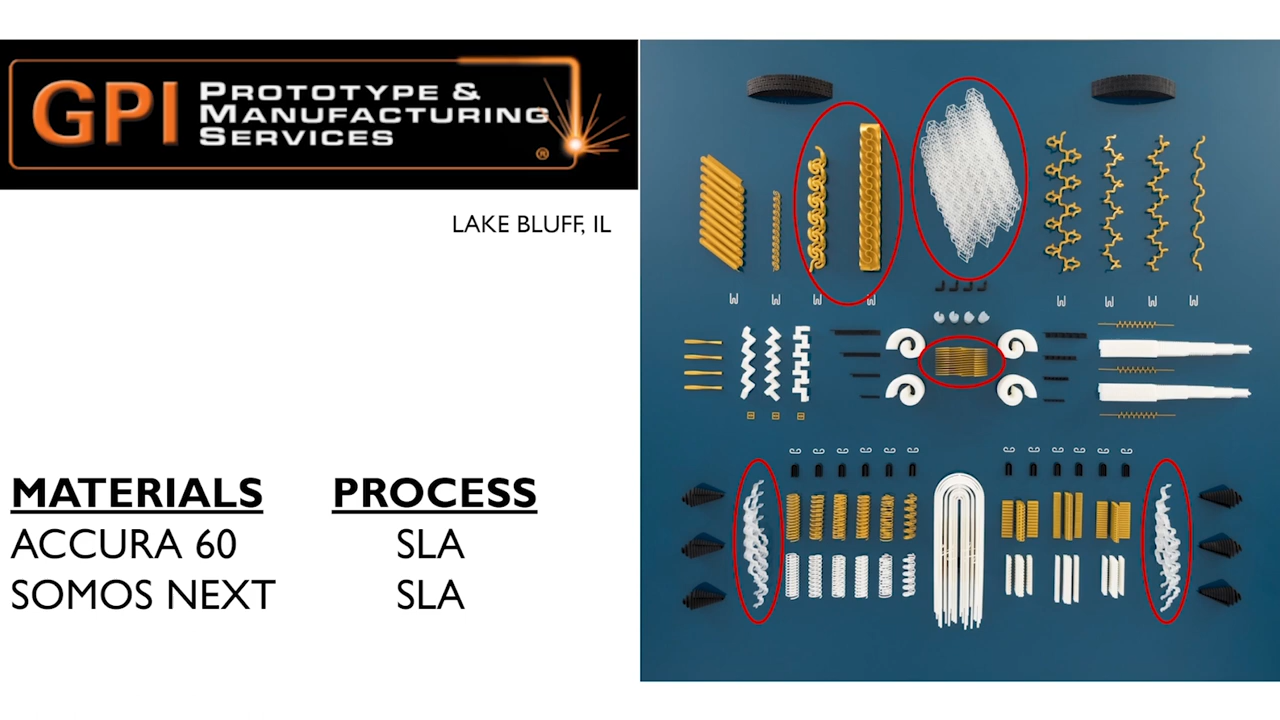 GPI PROTOTYPE &
MANUFACTURING
SERVICES
®
LAKE BLUFF, IL
MATERIALS PROCESS
ACCURA 60 SLA
SOMOS NEXT SLA